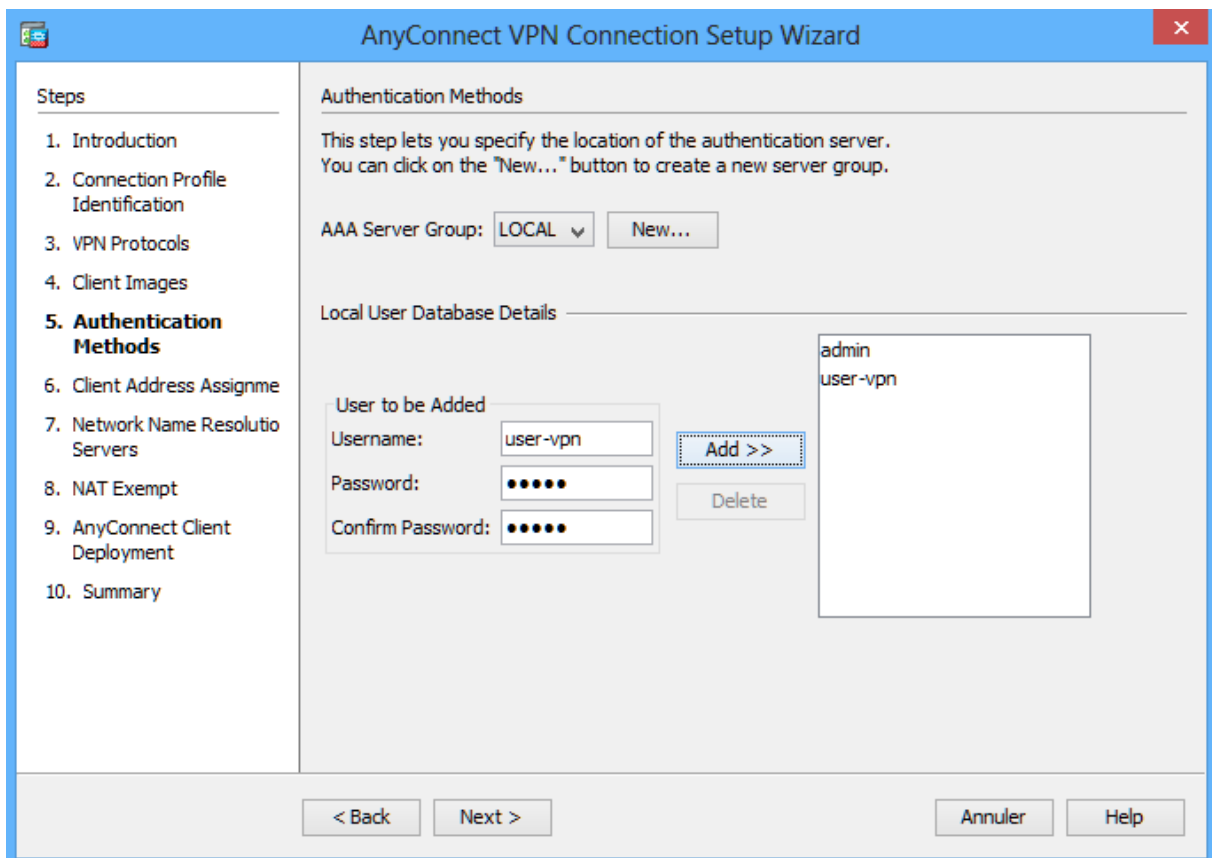 AnyConnect VPN Connection Setup Wizard
Steps
1. Introduction
2. Connection Profile
Identification
3. VPN Protocols
4. Client Images
5. Authentication
Methods
6. Client Address Assignme
7. Network Name Resolutio
Servers
8. NAT Exempt
9. AnyConnect Client
Deployment
10. Summary
Authentication Methods
This step lets you specify the location of the authentication server.
You can click on the "New..." button to create a new server group.
AAA Server Group: LOCAL New...
Local User Database Details
User to be Added
Username: user-vpn
Password: •••••
Confirm Password: •••••
Add >>
Delete
admin
user-vpn
< Back Next > Annuler Help